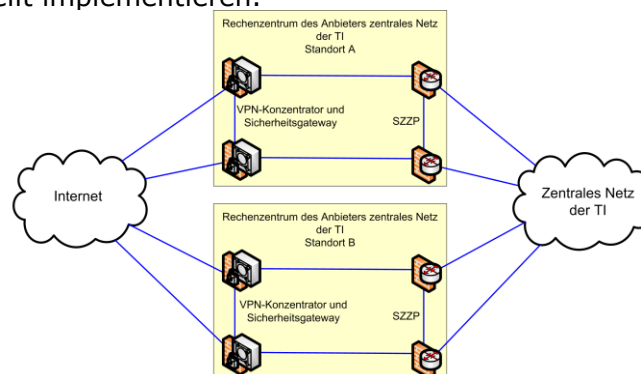 implementieren.
Rechenzentrum des Anbieters zentrales Netz
der TI
Standort A
VPN-Konzentrator und
Sicherheitsgateway
SZZP
Internet
Zentrales Netz
der TI
Rechenzentrum des Anbieters zentrales Netz
der TI
Standort B
VPN-Konzentrator und
Sicherheitsgateway
SZZP